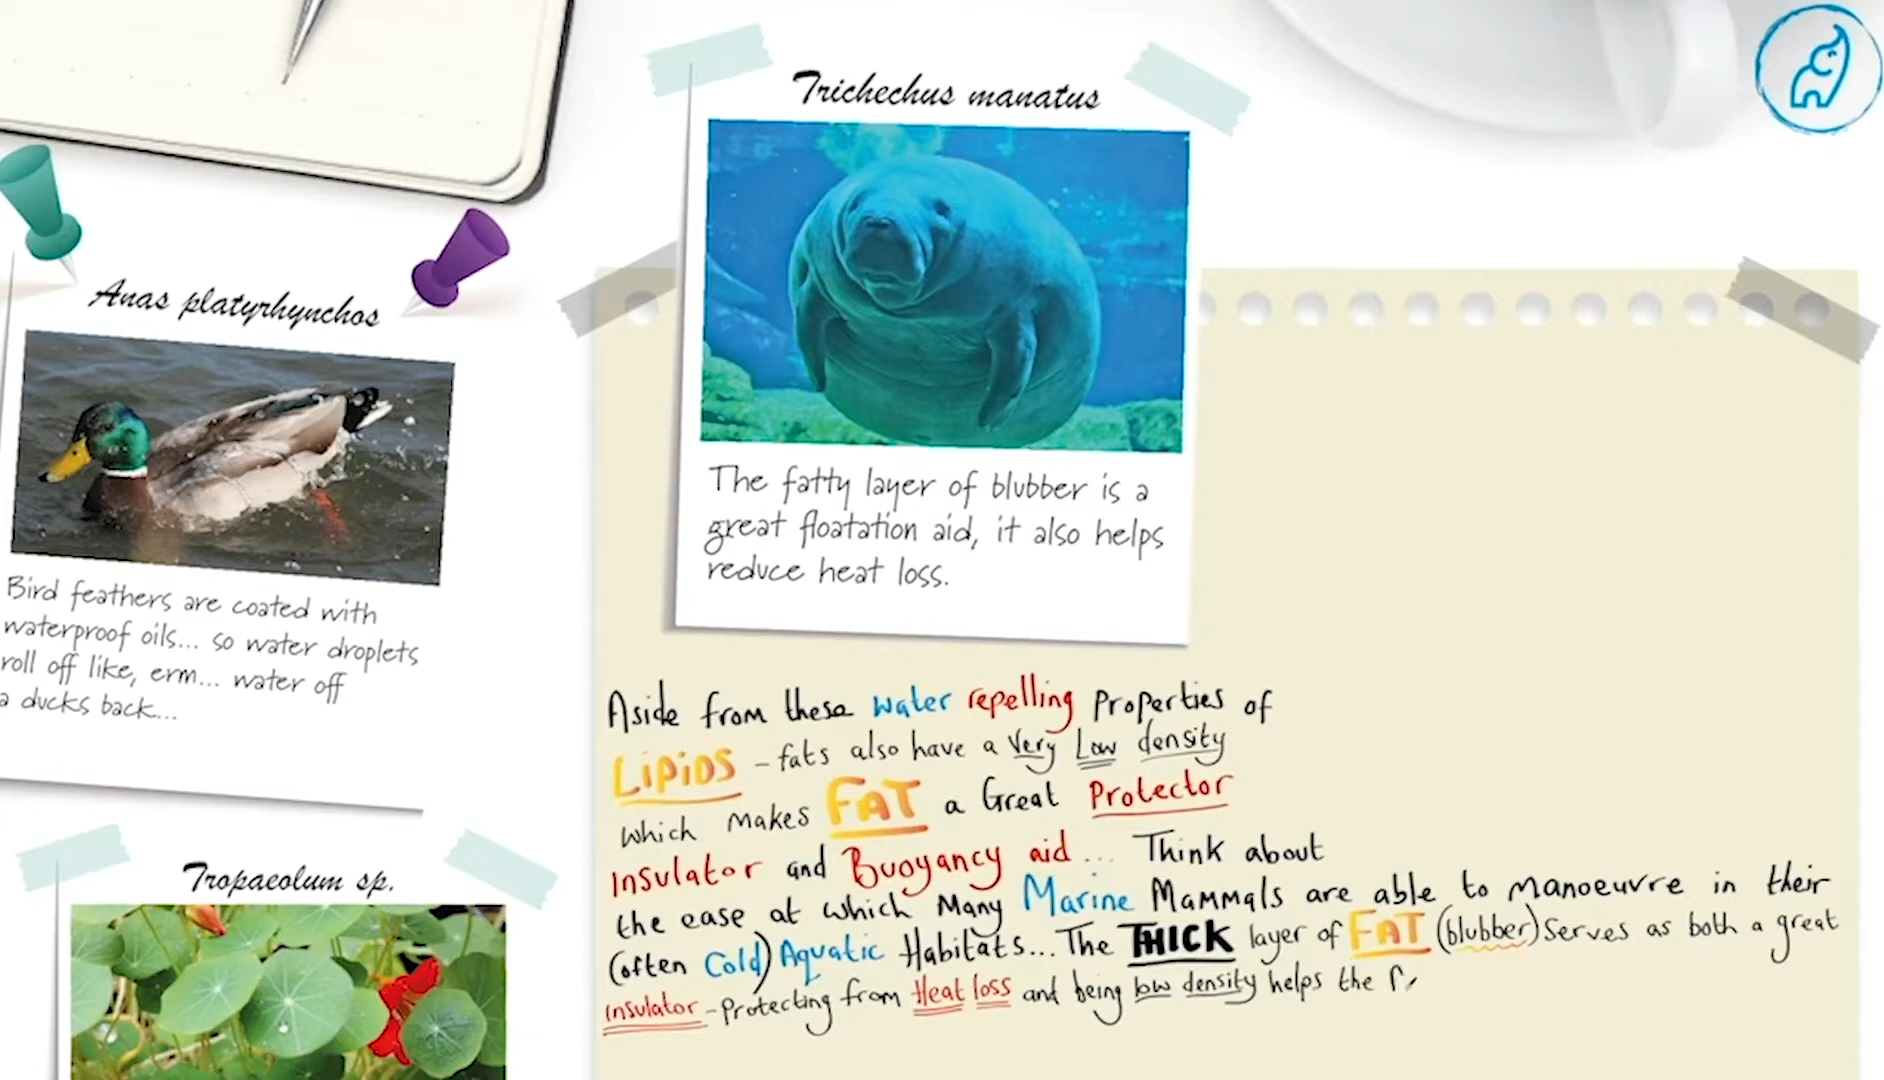 Trichechus manatus
The fatty layer of blubber is a
great floatation aid, it also helps
reduce heat loss.
Anas platyrhynchos
Bird feathers are coated with
waterproof oils... so water droplets
roll off like, erm... water off
a ducks back...
Tropaeolum sp.
Aside from these water repelling Properties of
LIPIDS - fats also have a very Low density
which makes FAT a Great Protector
Insulator and Buoyancy aid... Think about
the ease at which Many Marine Mammals are able to manoeuvre in their
(often Cold) Aquatic Habitats... The THICK layer of FAT (blubber) Serves as both a great
Insulator - Protecting from Heat loss and being low density helps the